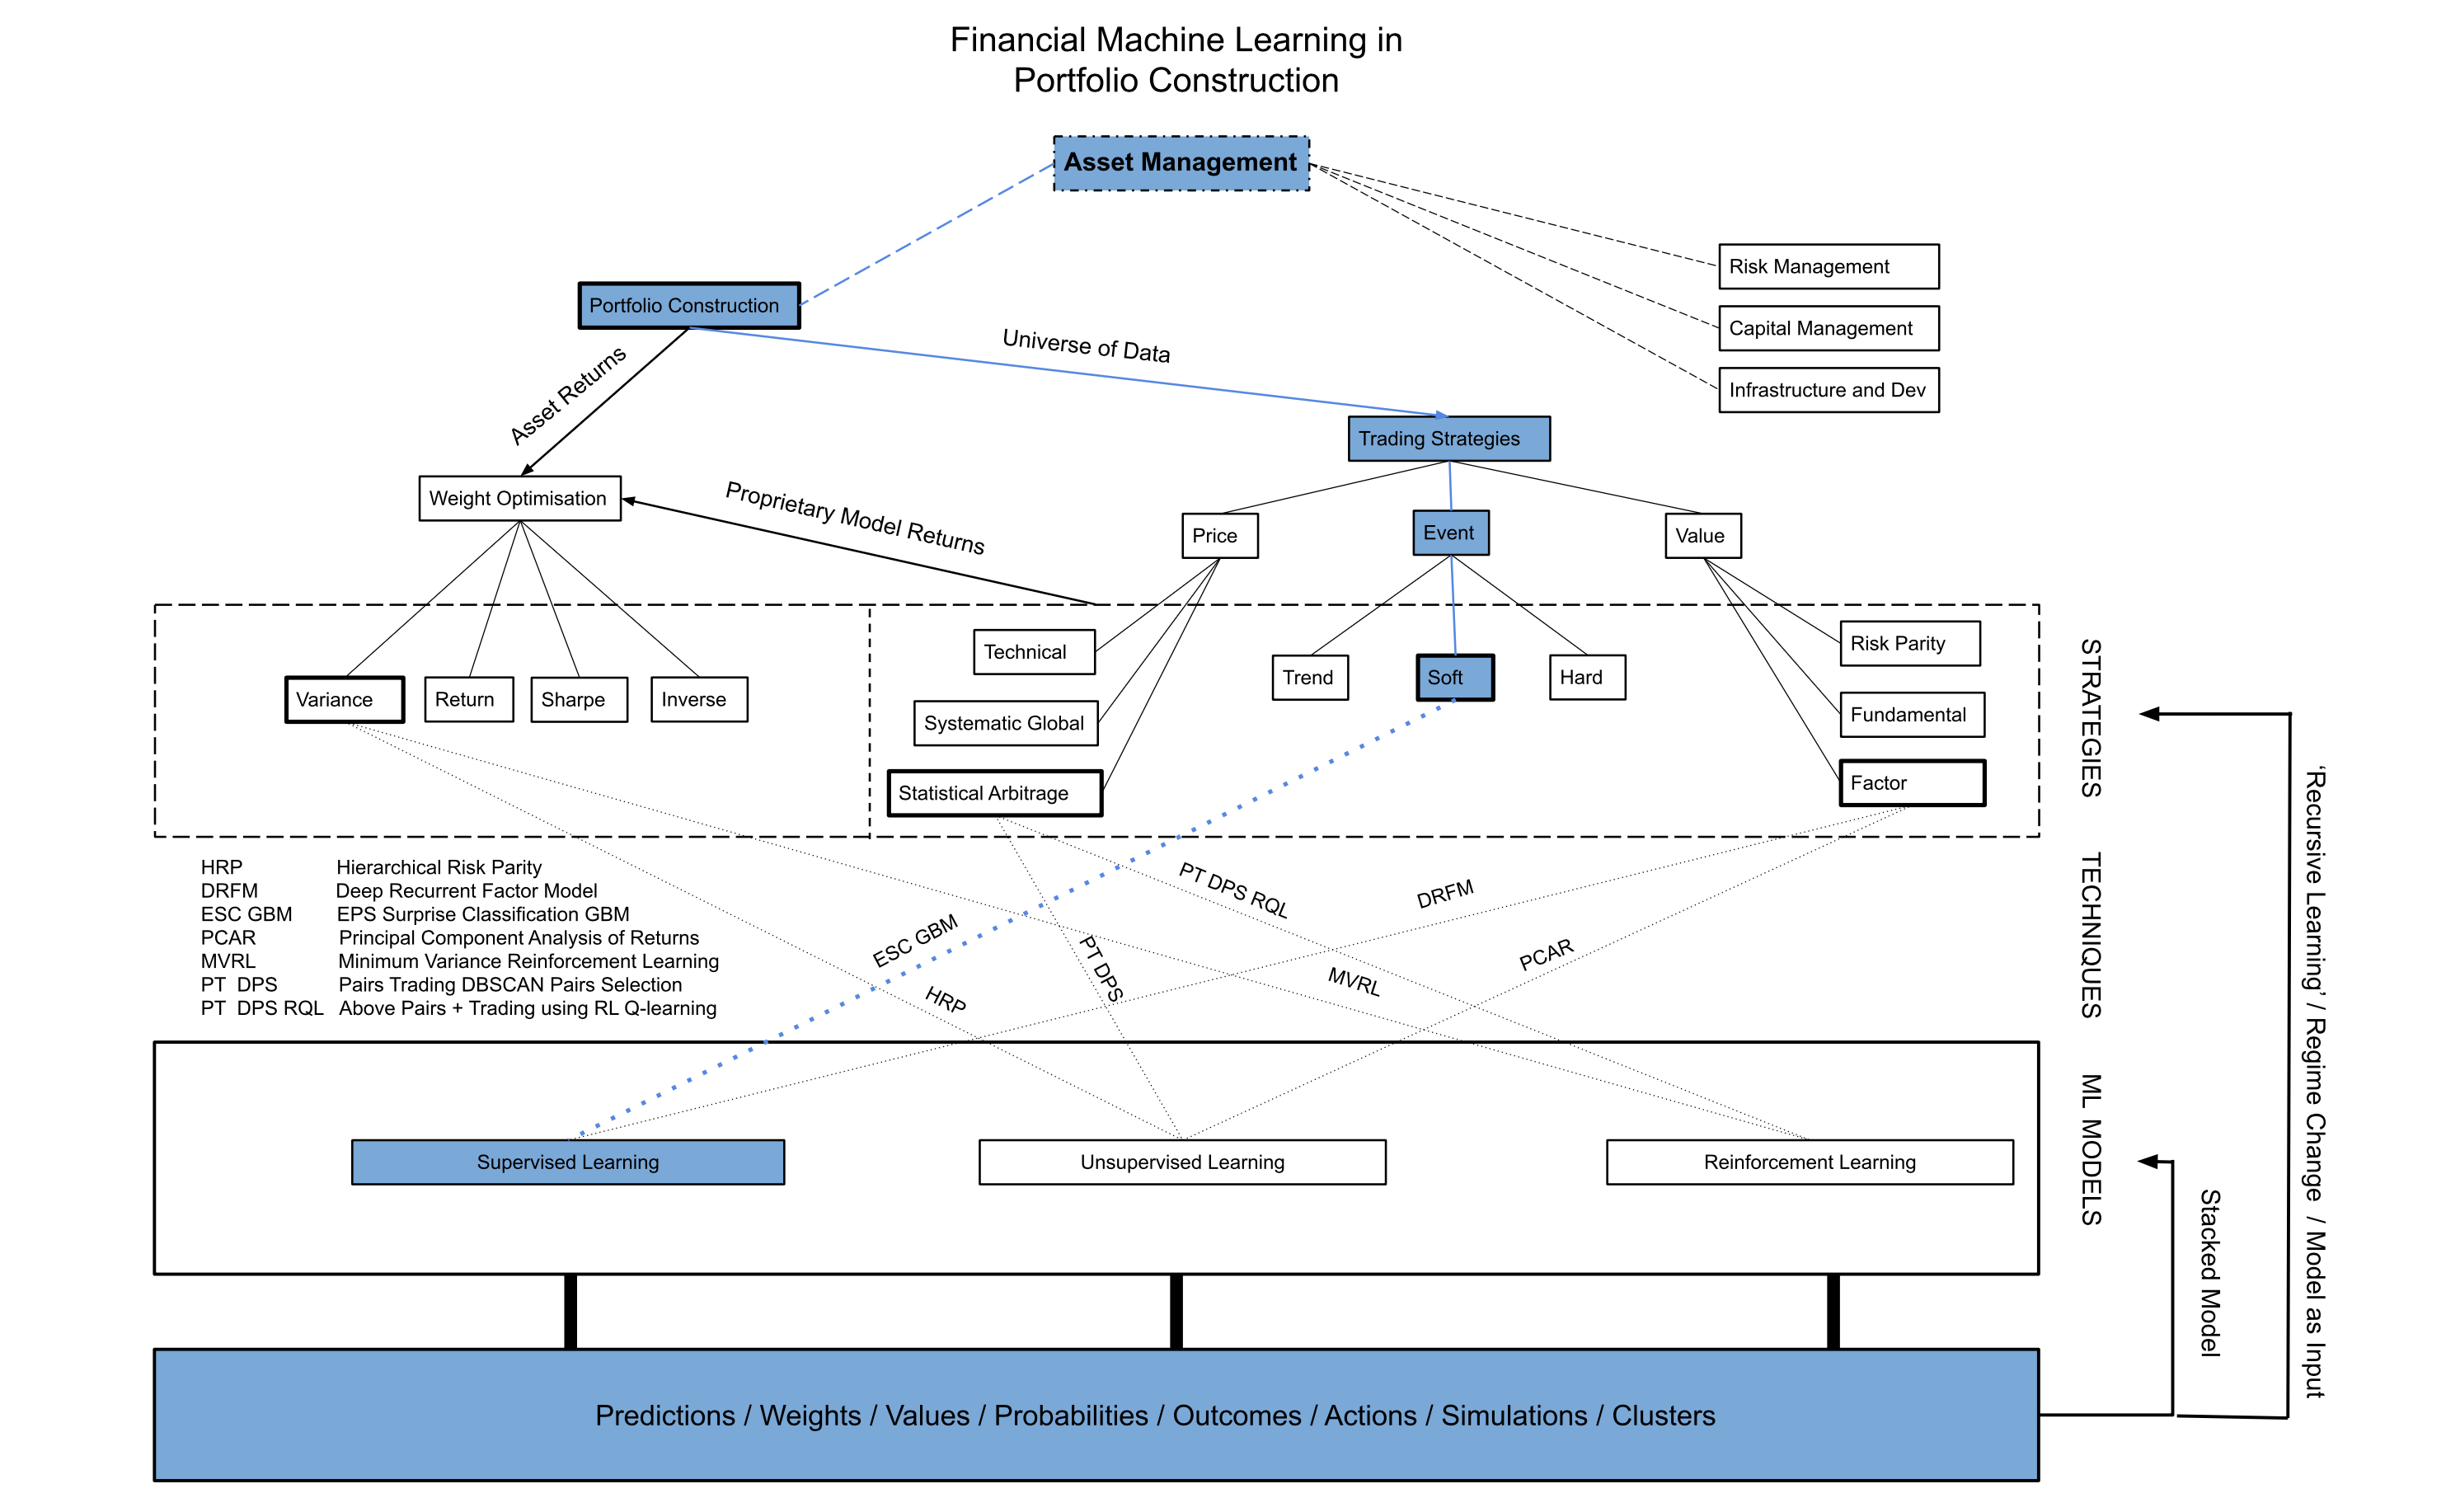 Financial Machine Learning in
Portfolio Construction
Asset Management
Risk Management
Portfolio Construction
Capital Management
Universe of Data
Asset Returns
Infrastructure and Dev
Trading Strategies
Weight Optimisation
Proprietary Model Returns
Price
Event
Value
Technical
Trend
Soft
Hard
Risk Parity
Variance
Return
Sharpe
Inverse
Systematic Global
Fundamental
Statistical Arbitrage
Factor
STRATEGIES
HRP Hierarchical Risk Parity
DRFM Deep Recurrent Factor Model
ESC GBM EPS Surprise Classification GBM
PCAR Principal Component Analysis of Returns
MVRL Minimum Variance Reinforcement Learning
PT DPS Pairs Trading DBSCAN Pairs Selection
PT DPS RQL Above Pairs + Trading using RL Q-learning
ESC GBM
HRP
PT DPS
PT DPS RQL
DRFM
MVRL
PCAR
TECHNIQUES
Supervised Learning
Unsupervised Learning
Reinforcement Learning
ML MODELS
Stacked Model
'Recursive Learning' / Regime Change / Model as Input
Predictions / Weights / Values / Probabilities / Outcomes / Actions / Simulations / Clusters